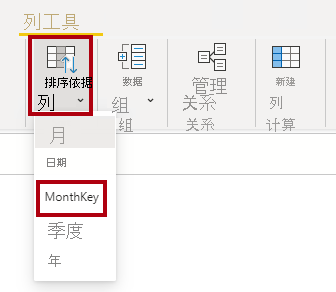 列工具
排序依据
列
数据
组
组
管理
关系
关系
新建
列
计算
月
日期
MonthKey
季度
年